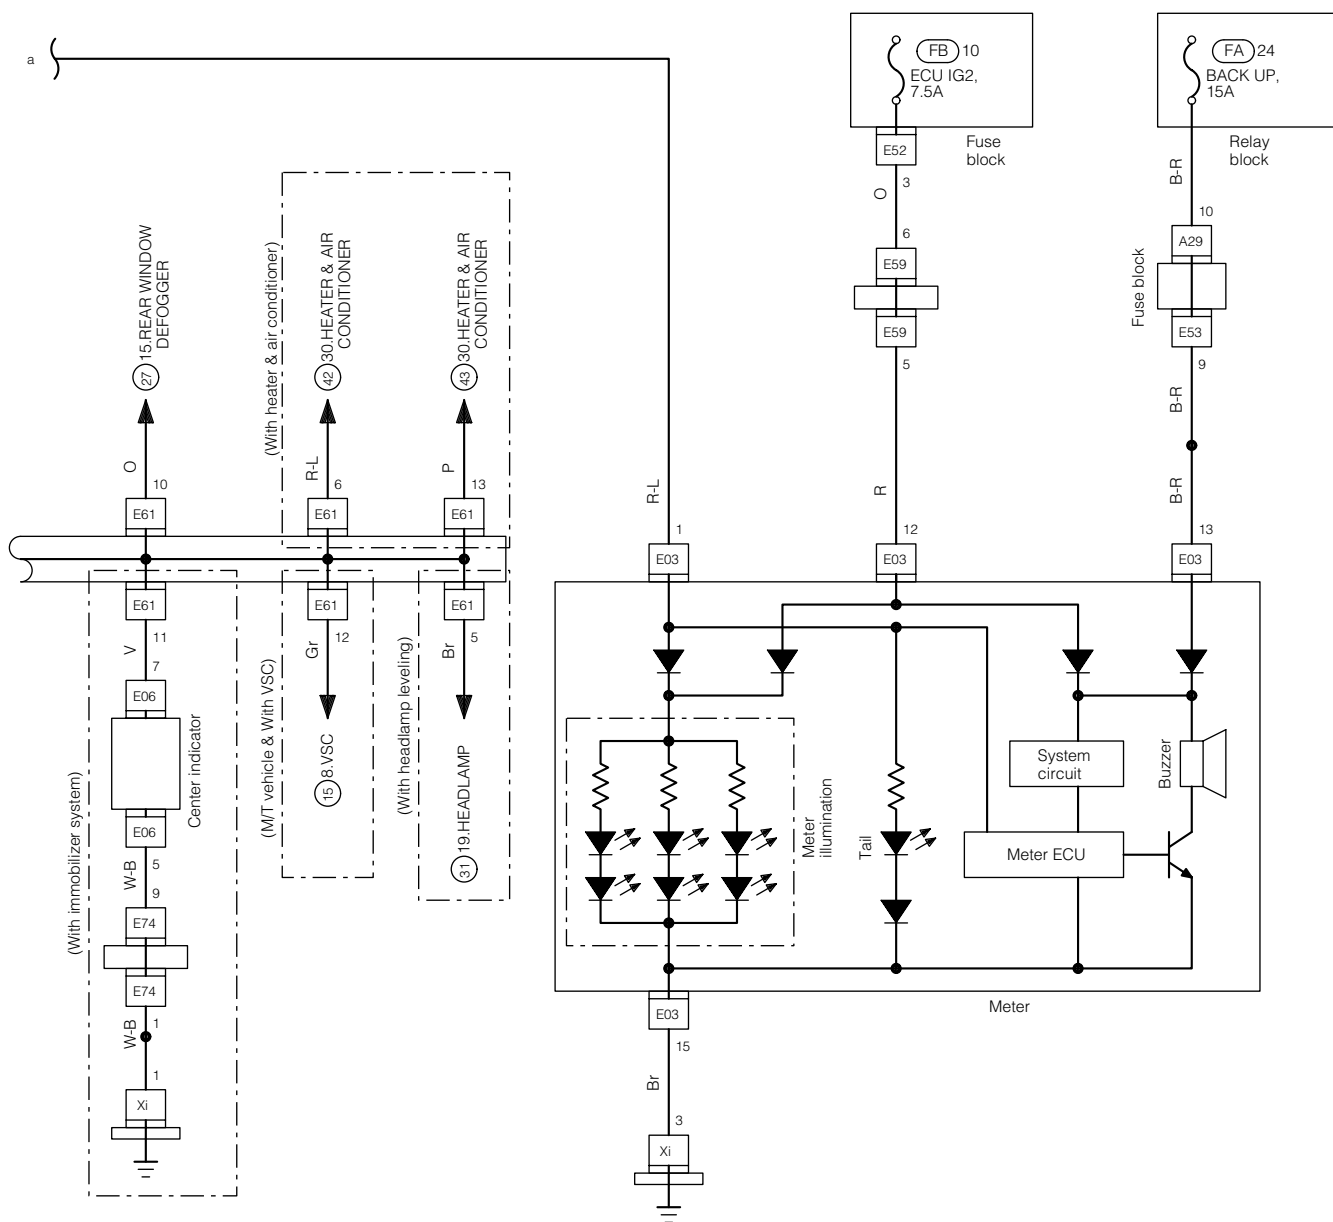 a
FB 10
ECU IG2,
7.5A
Fuse
block
FA 24
BACK UP,
15A
Relay
block
E52
3
O
6
E59
E59
5
R
12
E03
B-R
10
A29
Fuse block
E53
9
B-R
B-R
13
E03
R-L
1
E03
27 15.REAR WINDOW
DEFOGGER
O
10
E61
(With heater & air conditioner)
42 30.HEATER & AIR
CONDITIONER
R-L
6
E61
43 30.HEATER & AIR
CONDITIONER
P
13
E61
E61
11
V
7
E06
Center indicator
E06
5
W-B
9
E74
E74
1
W-B
1
Xi
(With immobilizer system)
E61
12
Gr
15 8.VSC
(M/T vehicle & With VSC)
E61
5
Br
31 19.HEADLAMP
(With headlamp leveling)
Meter
illumination
Tail
System
circuit
Buzzer
Meter ECU
Meter
E03
15
Br
3
Xi